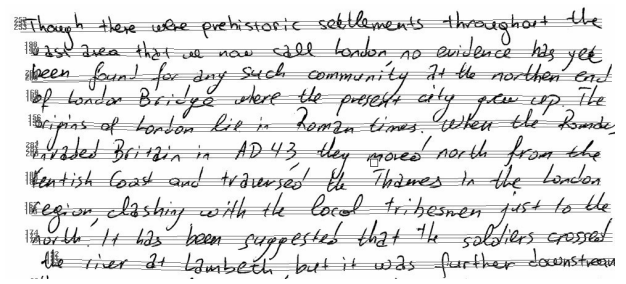 Though there were prehistoric settlements throughout the
vast area that we now call London, no evidence has yet
been found for any such community at the northen end
of London Bridge where the present city grew up. The
origins of London lie in Roman times. When the Romans
invaded Britain in AD 43, they moved north from the
Kentish Coast and traversed the Thames in the London
region, clashing with the local tribesmen just to the
north. It has been suggested that the soldiers crossed
the river at Lambeth, but it was further downstream